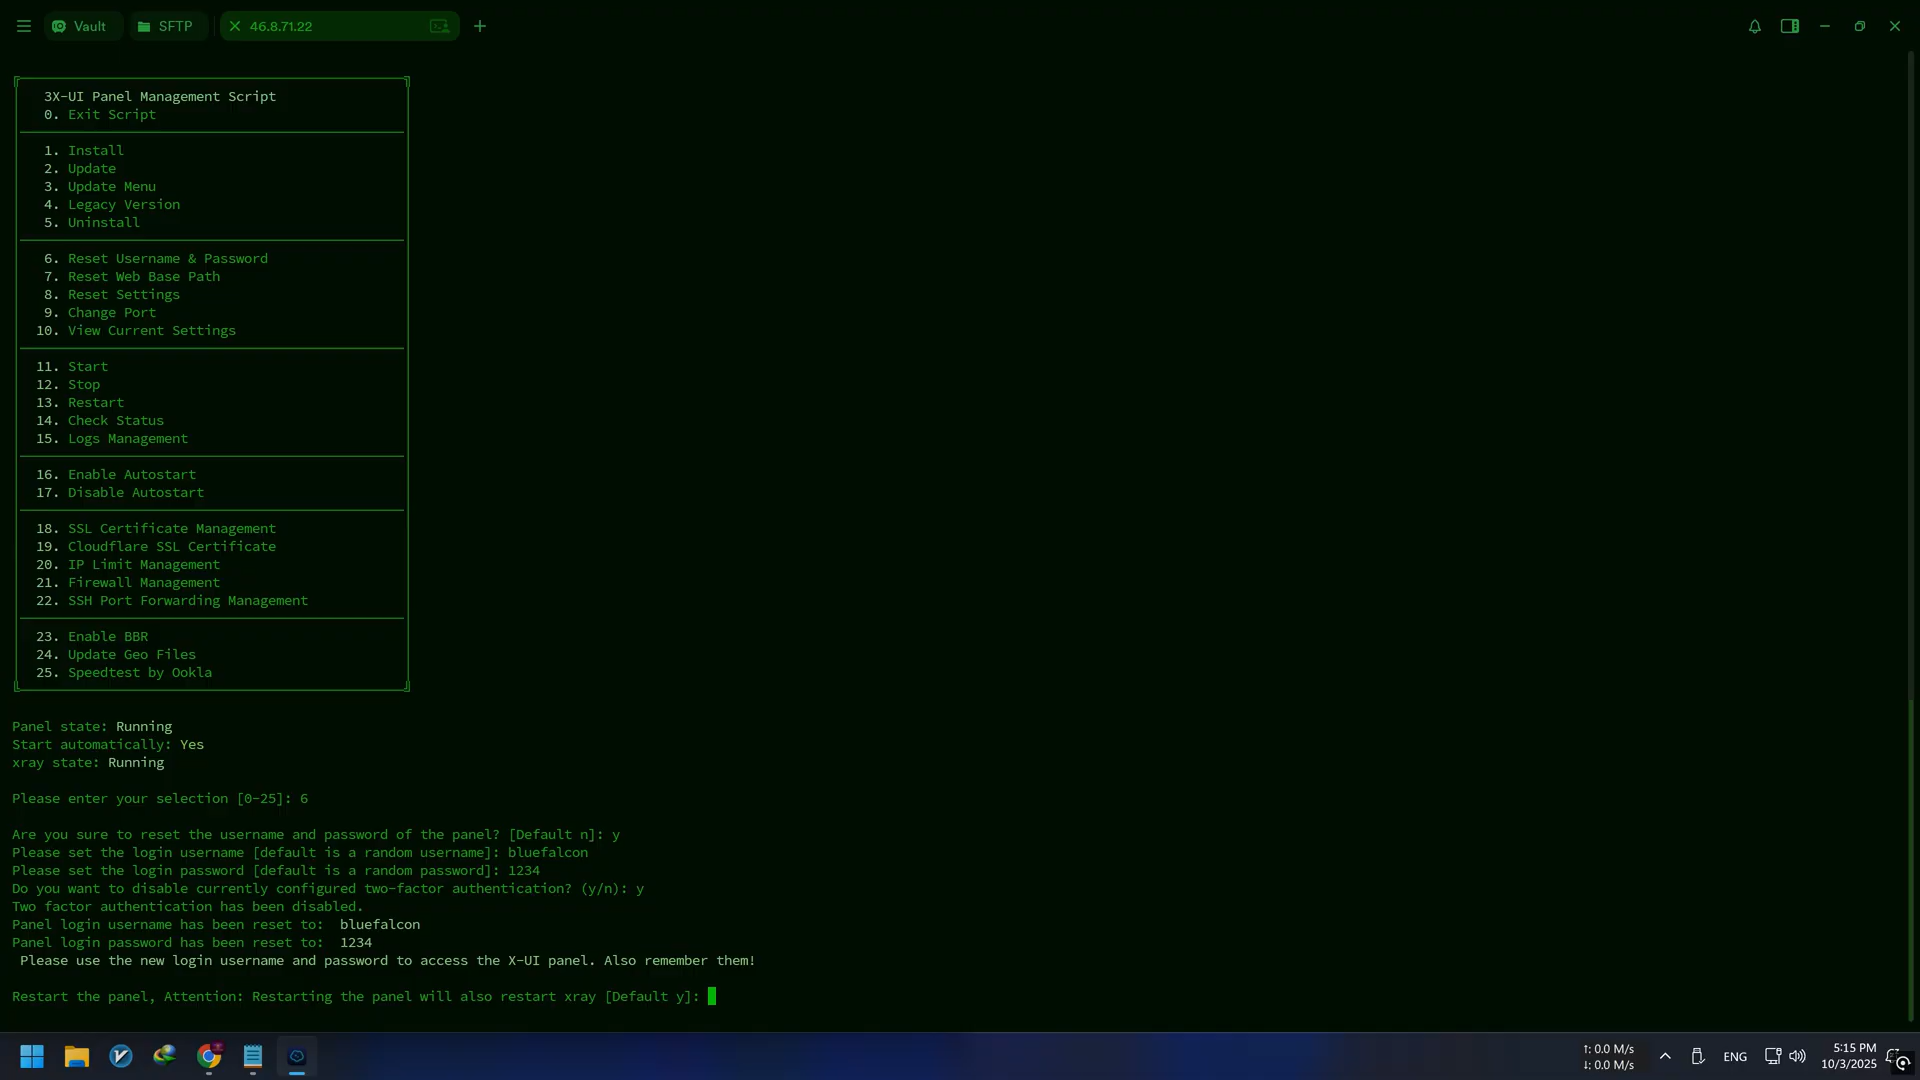 Vault
SFTP
46.8.71.22
3X-UI Panel Management Script
0. Exit Script
1. Install
2. Update
3. Update Menu
4. Legacy Version
5. Uninstall
6. Reset Username & Password
7. Reset Web Base Path
8. Reset Settings
9. Change Port
10. View Current Settings
11. Start
12. Stop
13. Restart
14. Check Status
15. Logs Management
16. Enable Autostart
17. Disable Autostart
18. SSL Certificate Management
19. Cloudflare SSL Certificate
20. IP Limit Management
21. Firewall Management
22. SSH Port Forwarding Management
23. Enable BBR
24. Update Geo Files
25. Speedtest by Ookla
Panel state: Running
Start automatically: Yes
xray state: Running
Please enter your selection [0-25]: 6
Are you sure to reset the username and password of the panel? [Default n]: y
Please set the login username [default is a random username]: bluefalcon
Please set the login password [default is a random password]: 1234
Do you want to disable currently configured two-factor authentication? (y/n): y
Two factor authentication has been disabled.
Panel login username has been reset to: bluefalcon
Panel login password has been reset to: 1234
Please use the new login username and password to access the X-UI panel. Also remember them!
Restart the panel, Attention: Restarting the panel will also restart xray [Default y]:
↑: 0.0 M/s
↓: 0.0 M/s
ENG
5:15 PM
10/3/2025